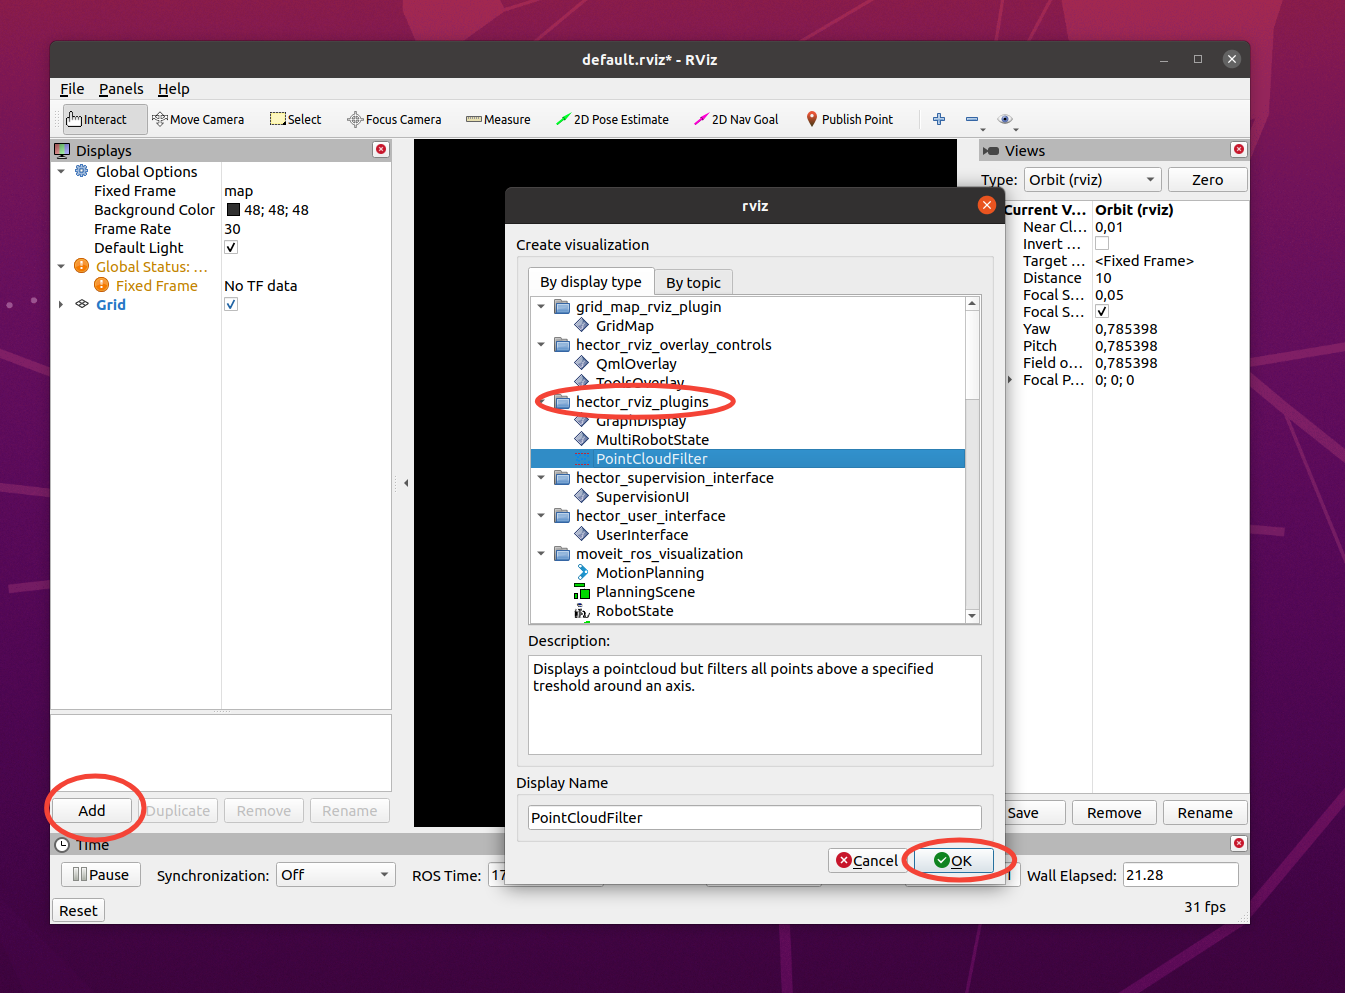 default.rviz* - RViz
File Panels Help
Interact Move Camera Select Focus Camera Measure 2D Pose Estimate 2D Nav Goal Publish Point
Displays
Global Options
Fixed Frame map
Background Color 48; 48; 48
Frame Rate 30
Default Light
Global Status: ...
Fixed Frame No TF data
Grid
Add Duplicate Remove Rename
rviz
Create visualization
By display type By topic
grid_map_rviz_plugin
GridMap
hector_rviz_overlay_controls
QmlOverlay
ToolsOverlay
hector_rviz_plugins
GraphDisplay
MultiRobotState
PointCloudFilter
hector_supervision_interface
SupervisionUI
hector_user_interface
UserInterface
moveit_ros_visualization
MotionPlanning
PlanningScene
RobotState
Description:
Displays a pointcloud but filters all points above a specified
treshold around an axis.
Display Name
PointCloudFilter
Cancel OK
Views
Type: Orbit (rviz) Zero
Current V... Orbit (rviz)
Near Cl... 0,01
Invert ...
Target ... <Fixed Frame>
Distance 10
Focal S... 0,05
Focal S...
Yaw 0,785398
Pitch 0,785398
Field o... 0,785398
Focal P... 0; 0; 0
Save Remove Rename
Time
Pause Synchronization: Off ROS Time: 17 Wall Elapsed: 21.28
Reset 31 fps